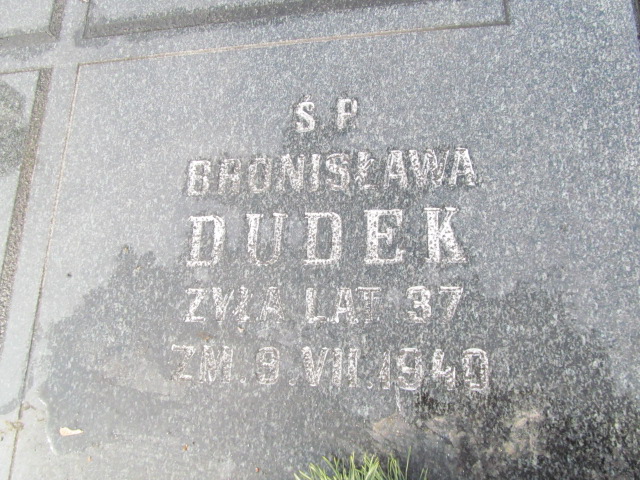 Ś P
BRONISŁAWA
DUDEK
ŻYŁA LAT 37
ZM. 9.VII.1940